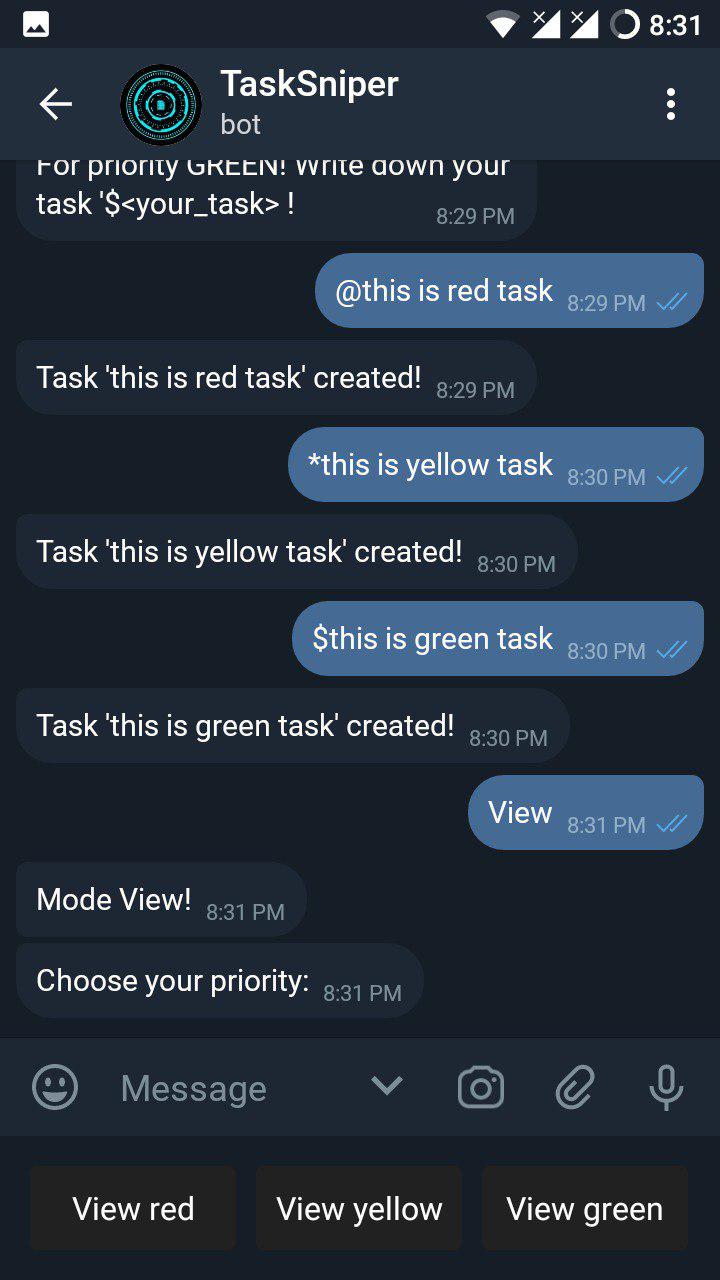 8:31
TaskSniper
bot
For priority GREEN! Write down your
task '$<your_task> !
8:29 PM
@this is red task 8:29 PM
Task 'this is red task' created! 8:29 PM
*this is yellow task 8:30 PM
Task 'this is yellow task' created! 8:30 PM
$this is green task 8:30 PM
Task 'this is green task' created! 8:30 PM
View 8:31 PM
Mode View! 8:31 PM
Choose your priority: 8:31 PM
Message
View red
View yellow
View green